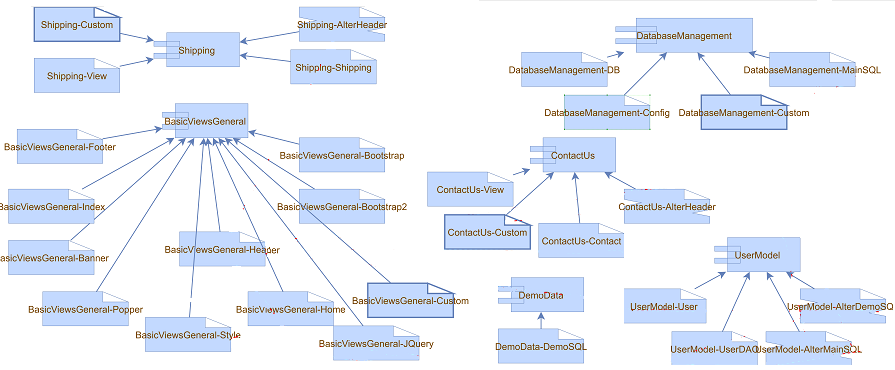 Shipping-Custom
Shipping-AlterHeader
Shipping
Shipping-View
Shipping-Shipping
BasicViewsGeneral
BasicViewsGeneral-Footer
BasicViewsGeneral-Bootstrap
BasicViewsGeneral-Index
BasicViewsGeneral-Bootstrap2
BasicViewsGeneral-Banner
BasicViewsGeneral-Header
BasicViewsGeneral-Popper
BasicViewsGeneral-Home
BasicViewsGeneral-Custom
BasicViewsGeneral-Style
BasicViewsGeneral-JQuery
DatabaseManagement
DatabaseManagement-DB
DatabaseManagement-MainSQL
DatabaseManagement-Config
DatabaseManagement-Custom
ContactUs
ContactUs-View
ContactUs-AlterHeader
ContactUs-Custom
ContactUs-Contact
UserModel
DemoData
UserModel-User
UserModel-AlterDemoSQ
DemoData-DemoSQL
UserModel-UserDAO
UserModel-AlterMainSQL